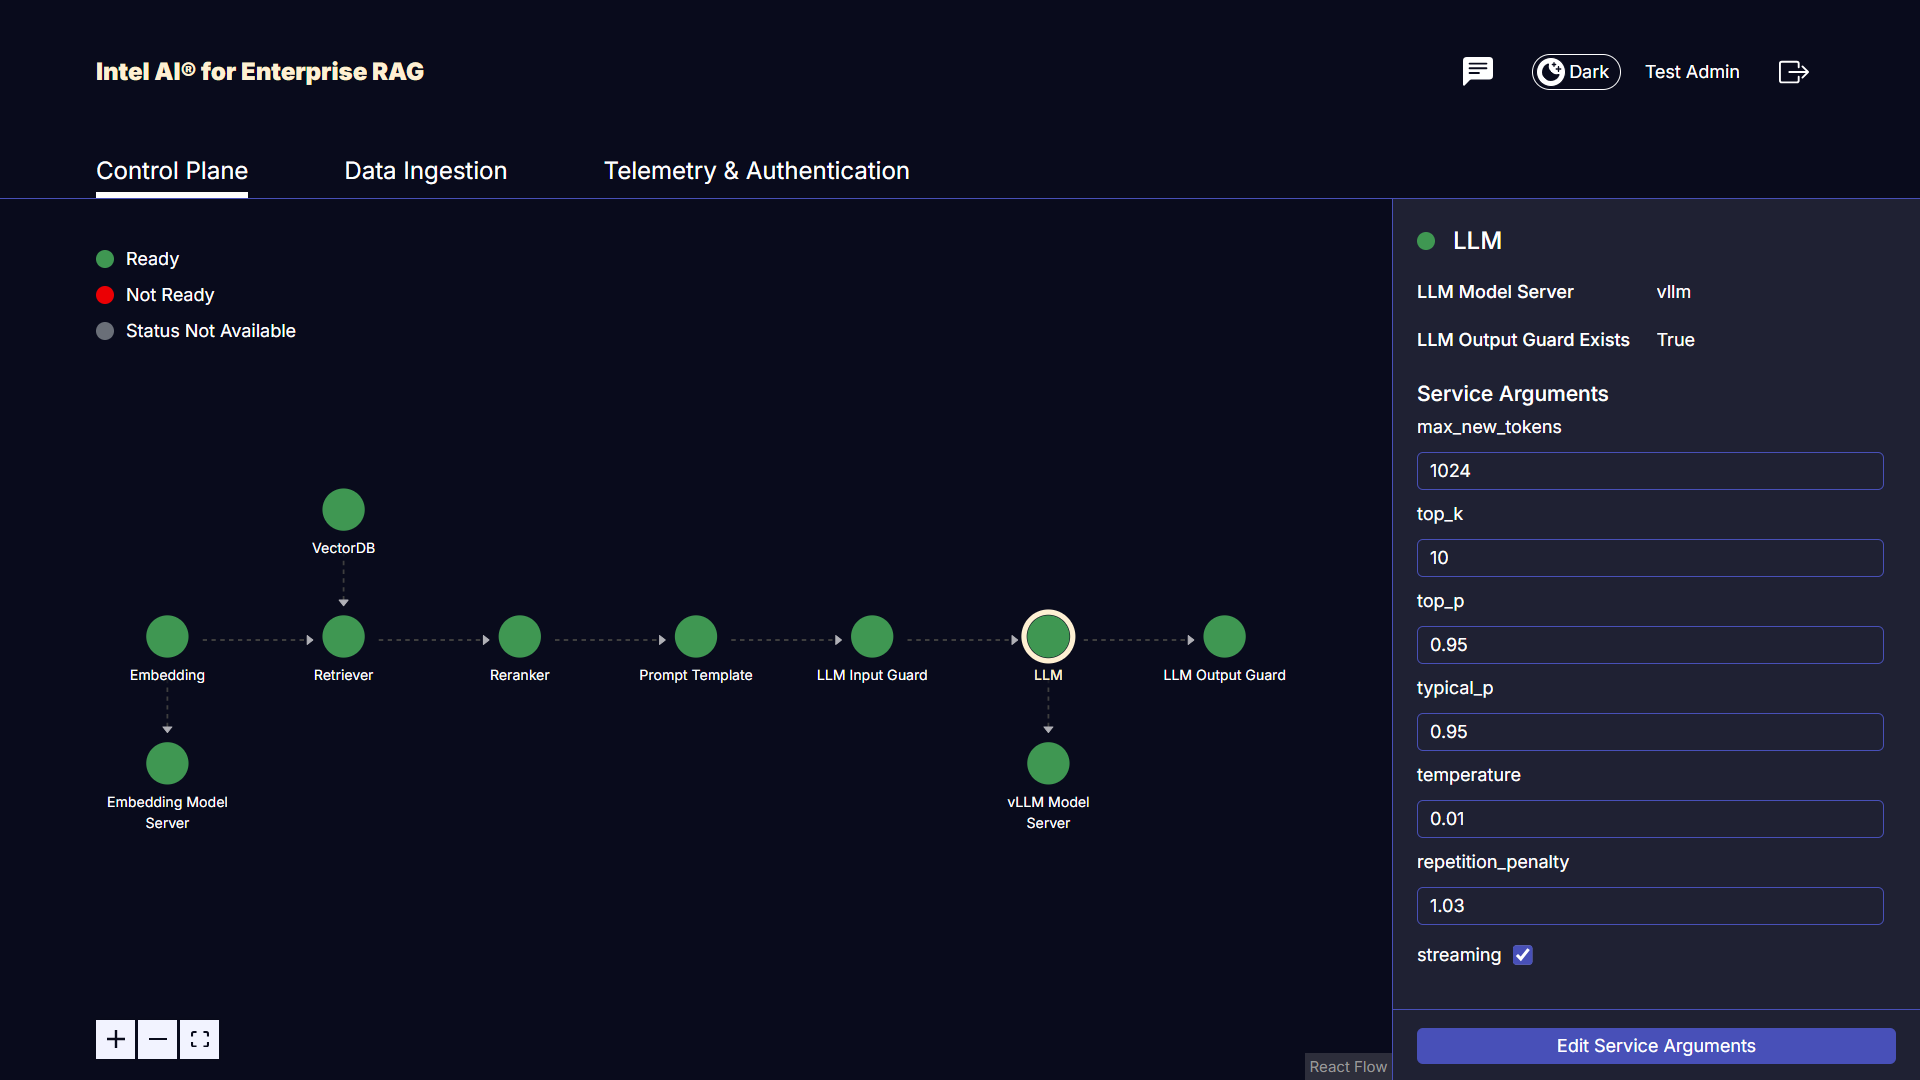 Intel AI® for Enterprise RAG
Dark
Test Admin
Control Plane
Data Ingestion
Telemetry & Authentication
Ready
Not Ready
Status Not Available
VectorDB
Embedding
Retriever
Reranker
Prompt Template
LLM Input Guard
LLM
LLM Output Guard
Embedding Model
Server
vLLM Model
Server
React Flow
LLM
LLM Model Server vllm
LLM Output Guard Exists True
Service Arguments
max_new_tokens
1024
top_k
10
top_p
0.95
typical_p
0.95
temperature
0.01
repetition_penalty
1.03
streaming
Edit Service Arguments